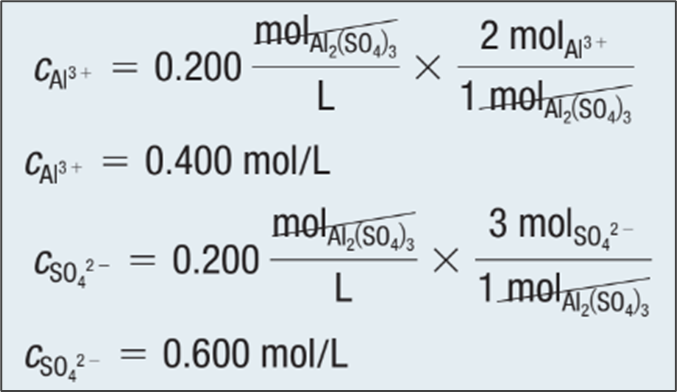 c_Al³⁺ = 0.200 mol_Al₂(SO₄)₃ / L × 2 mol_Al³⁺ / 1 mol_Al₂(SO₄)₃
c_Al³⁺ = 0.400 mol/L
c_SO₄²⁻ = 0.200 mol_Al₂(SO₄)₃ / L × 3 mol_SO₄²⁻ / 1 mol_Al₂(SO₄)₃
c_SO₄²⁻ = 0.600 mol/L